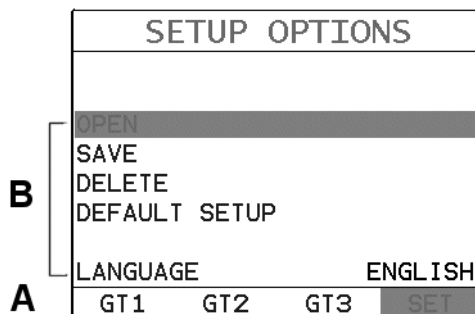 SETUP OPTIONS
OPEN
SAVE
DELETE
DEFAULT SETUP
LANGUAGE ENGLISH
GT1 GT2 GT3 SET
B
A